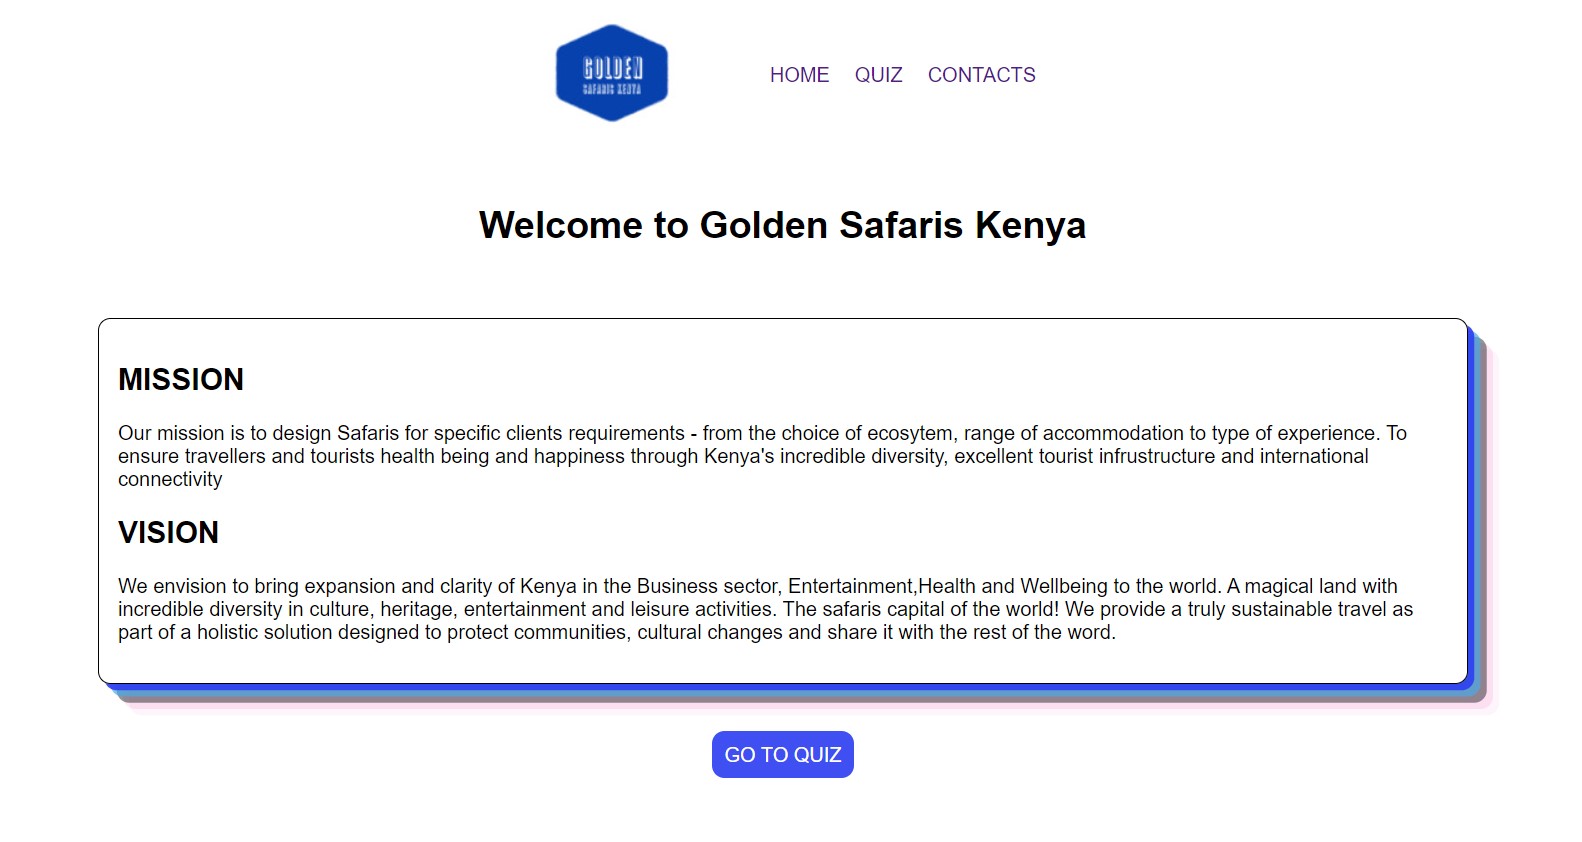 GOLDEN
SAFARIS KENYA
HOME QUIZ CONTACTS
Welcome to Golden Safaris Kenya
MISSION
Our mission is to design Safaris for specific clients requirements - from the choice of ecosytem, range of accommodation to type of experience. To
ensure travellers and tourists health being and happiness through Kenya's incredible diversity, excellent tourist infrustructure and international
connectivity
VISION
We envision to bring expansion and clarity of Kenya in the Business sector, Entertainment,Health and Wellbeing to the world. A magical land with
incredible diversity in culture, heritage, entertainment and leisure activities. The safaris capital of the world! We provide a truly sustainable travel as
part of a holistic solution designed to protect communities, cultural changes and share it with the rest of the word.
GO TO QUIZ